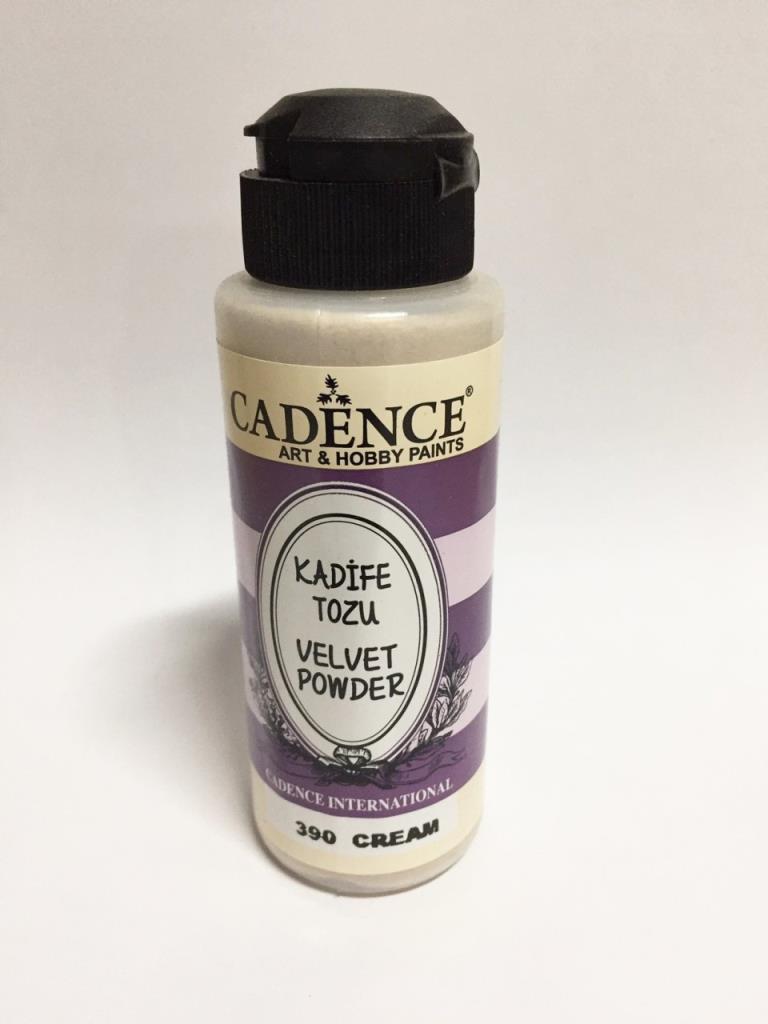 CADENCE®
ART & HOBBY PAINTS
KADİFE
TOZU
VELVET
POWDER
CADENCE INTERNATIONAL
390 CREAM